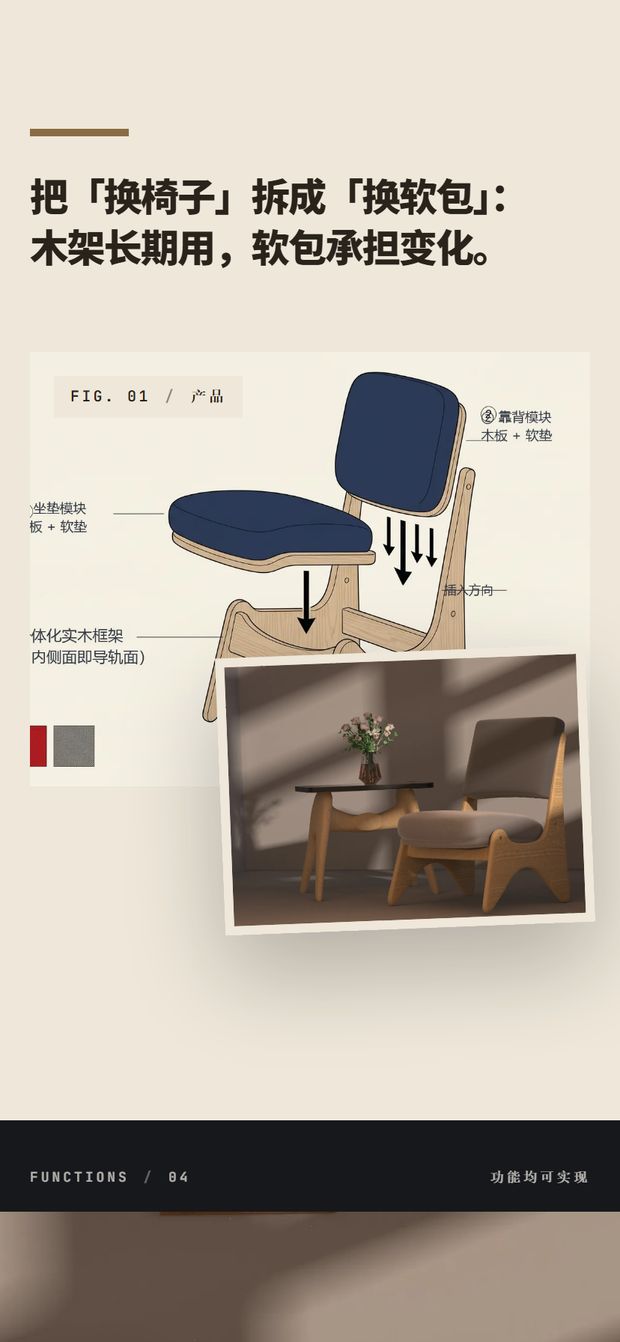 把「换椅子」拆成「换软包」:
木架长期用，软包承担变化。
FIG. 01 / 产品
② 靠背模块
木板 + 软垫
坐垫模块
板 + 软垫
插入方向
体化实木框架
内侧面即导轨面)
FUNCTIONS / 04
功能均可实现